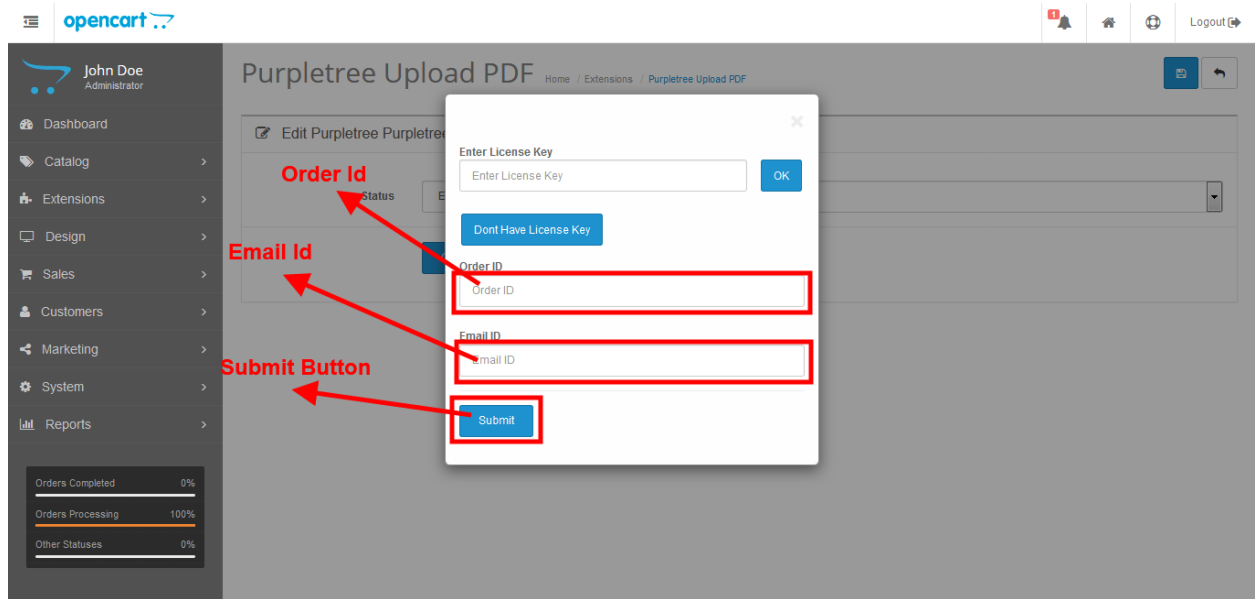 opencart
1
Logout
John Doe
Administrator
Dashboard
Catalog
Extensions
Design
Sales
Customers
Marketing
System
Reports
Orders Completed 0%
Orders Processing 100%
Other Statuses 0%
Purpletree Upload PDF Home / Extensions / Purpletree Upload PDF
Edit Purpletree Purpletree
Status E
Enter License Key
Enter License Key OK
Dont Have License Key
Order ID
Order ID
Email ID
Email ID
Submit
Order Id
Email Id
Submit Button